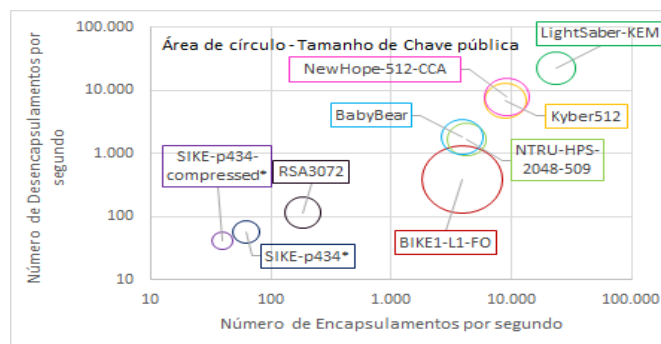 100.000
10.000
1.000
100
10
Número de Desencapsulamentos por
segundo
Área de círculo - Tamanho de Chave pública
LightSaber-KEM
NewHope-512-CCA
Kyber512
BabyBear
NTRU-HPS-
2048-509
SIKE-p434-
compressed*
RSA3072
BIKE1-L1-FO
SIKE-p434*
10
100
1.000
10.000
100.000
Número de Encapsulamentos por segundo